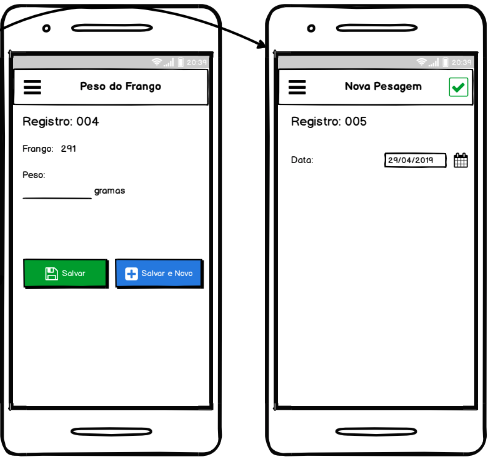 20:39
Peso do Frango
Registro: 004
Frango: 291
Peso:
gramas
Salvar
Salvar e Novo
20:39
Nova Pesagem
Registro: 005
Data:
29/04/2019